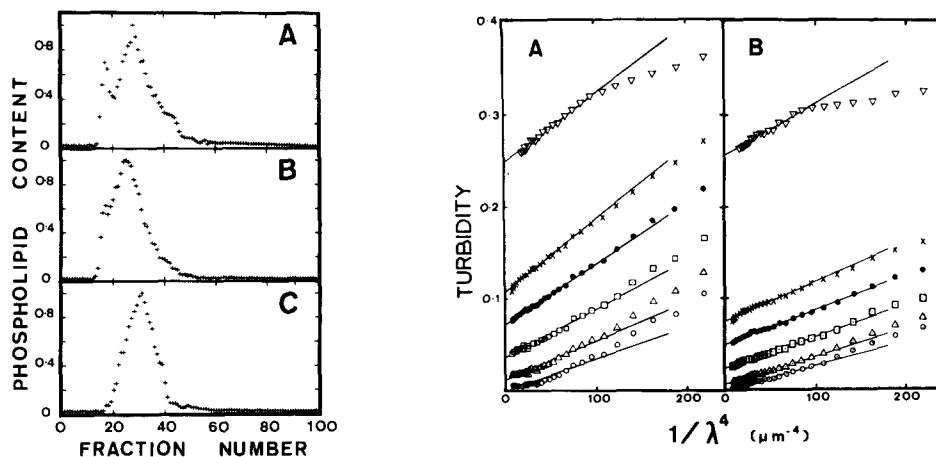 A
0·8
0·4
0
B
0·8
0·4
0
C
0·8
0·4
0
PHOSPHOLIPID CONTENT
0 20 40 60 80 100
FRACTION NUMBER
0·4
0·3
0·2
0·1
TURBIDITY
A
B
0 100 200
0 100 200
1/λ⁴ (μm⁻⁴)